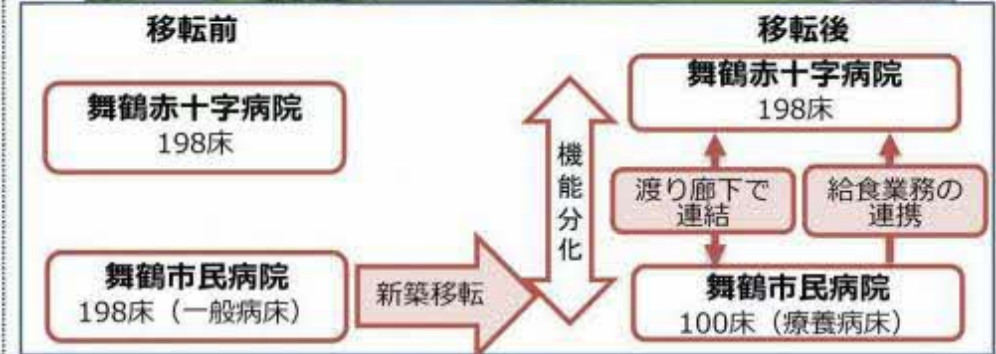 移転前
舞鶴赤十字病院
198床
舞鶴市民病院
198床（一般病床）
新築移転
機能分化
移転後
舞鶴赤十字病院
198床
渡り廊下で
連結
給食業務の
連携
舞鶴市民病院
100床（療養病床）